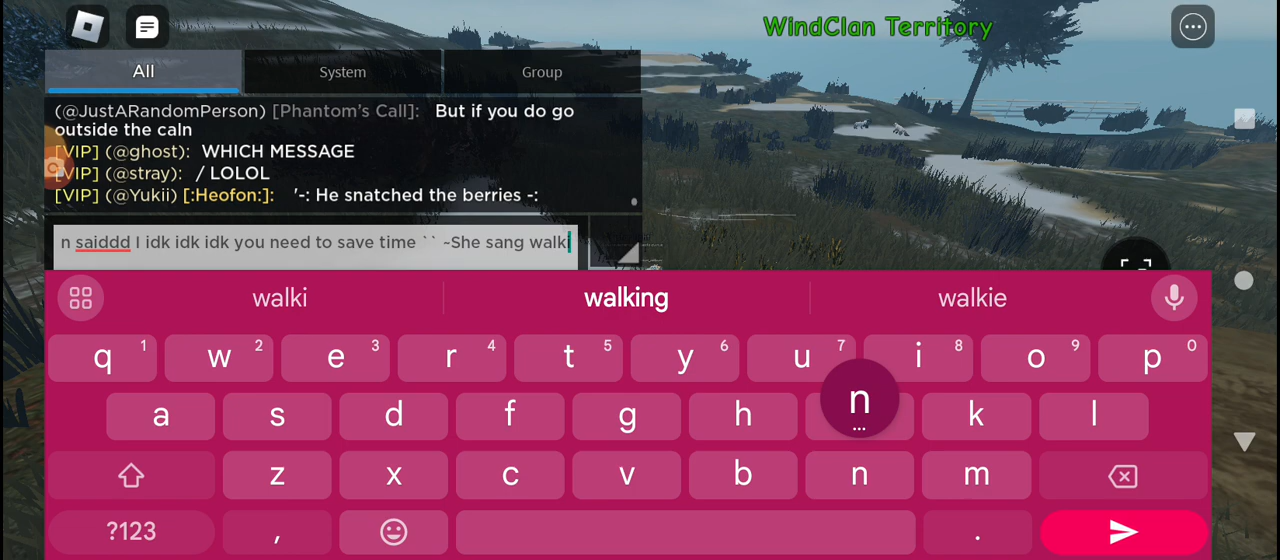 WindClan Territory
All
System
Group
(@JustARandomPerson) [Phantom's Call]: But if you do go
outside the caln
[VIP] (@ghost): WHICH MESSAGE
[VIP] (@stray): / LOLOL
[VIP] (@Yukii) [:Heofon:]: '-: He snatched the berries -:
n saiddd I idk idk idk you need to save time `` ~She sang walki
walki
walking
walkie
q 1 w 2 e 3 r 4 t 5 y 6 u 7 i 8 o 9 p 0
a s d f g h n ... k l
z x c v b n m
?123 , .